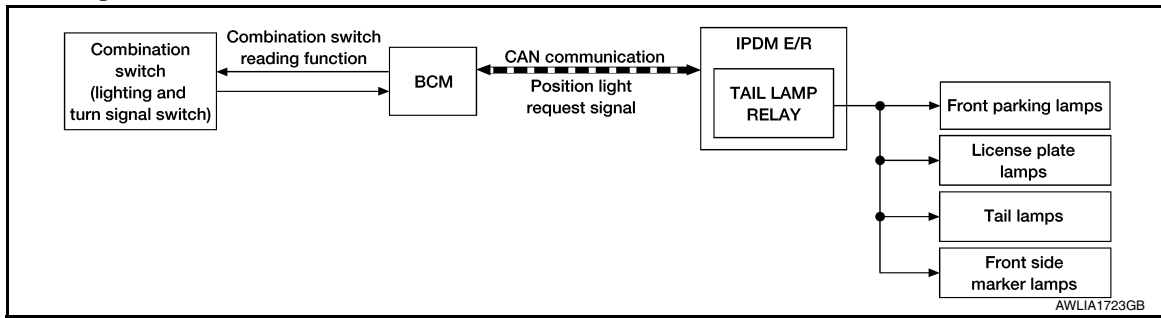 Combination
switch
(lighting and
turn signal switch)
Combination switch
reading function
BCM
CAN communication
Position light
request signal
IPDM E/R
TAIL LAMP
RELAY
Front parking lamps
License plate
lamps
Tail lamps
Front side
marker lamps
AWLIA1723GB